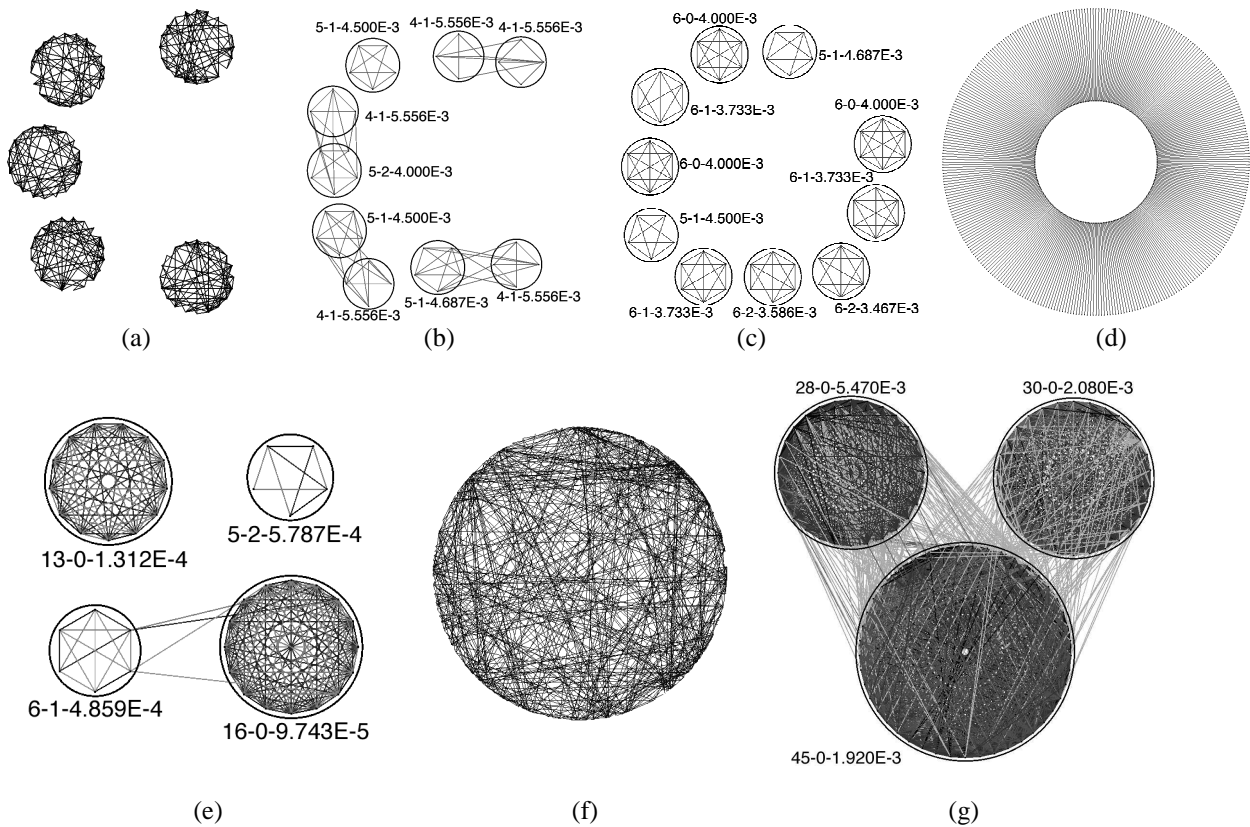 5-1-4.500E-3
4-1-5.556E-3
4-1-5.556E-3
4-1-5.556E-3
5-2-4.000E-3
5-1-4.500E-3
4-1-5.556E-3
5-1-4.687E-3
4-1-5.556E-3
6-0-4.000E-3
5-1-4.687E-3
6-1-3.733E-3
6-0-4.000E-3
6-0-4.000E-3
6-1-3.733E-3
5-1-4.500E-3
6-1-3.733E-3
6-2-3.586E-3
6-2-3.467E-3
(a)
(b)
(c)
(d)
13-0-1.312E-4
5-2-5.787E-4
6-1-4.859E-4
16-0-9.743E-5
28-0-5.470E-3
30-0-2.080E-3
45-0-1.920E-3
(e)
(f)
(g)